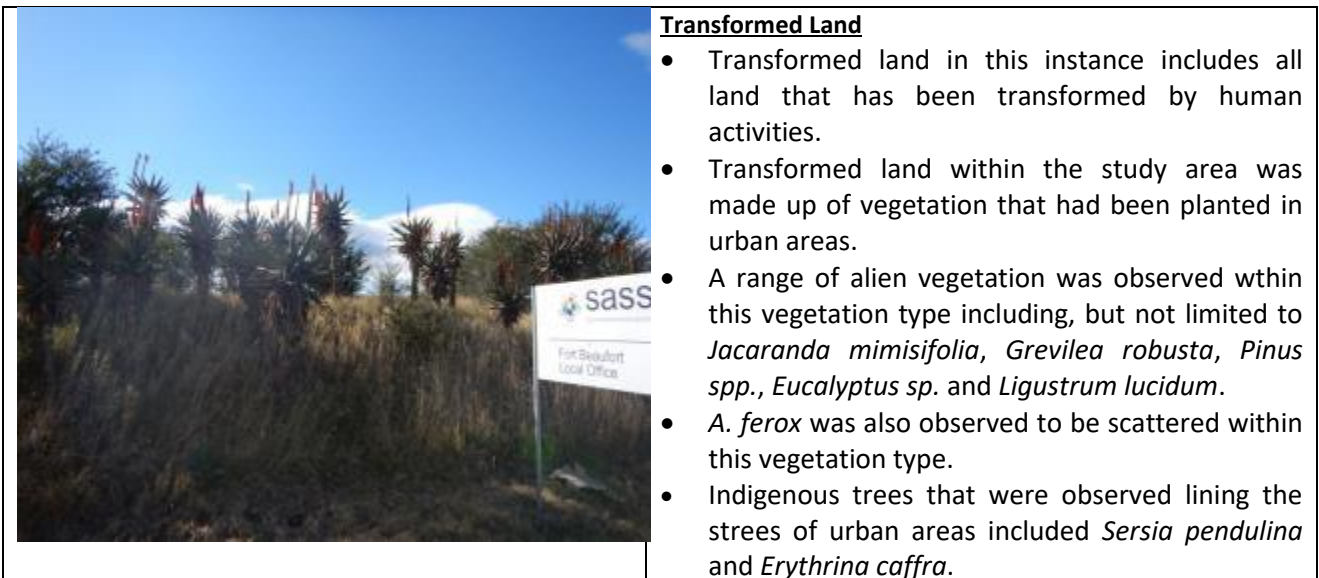 Transformed Land
• Transformed land in this instance includes all
land that has been transformed by human
activities.
• Transformed land within the study area was
made up of vegetation that had been planted in
urban areas.
• A range of alien vegetation was observed wthin
this vegetation type including, but not limited to
Jacaranda mimisifolia, Grevilea robusta, Pinus
spp., Eucalyptus sp. and Ligustrum lucidum.
• A. ferox was also observed to be scattered within
this vegetation type.
• Indigenous trees that were observed lining the
strees of urban areas included Sersia pendulina
and Erythrina caffra.
sass
Fort Beaufort
Local Office